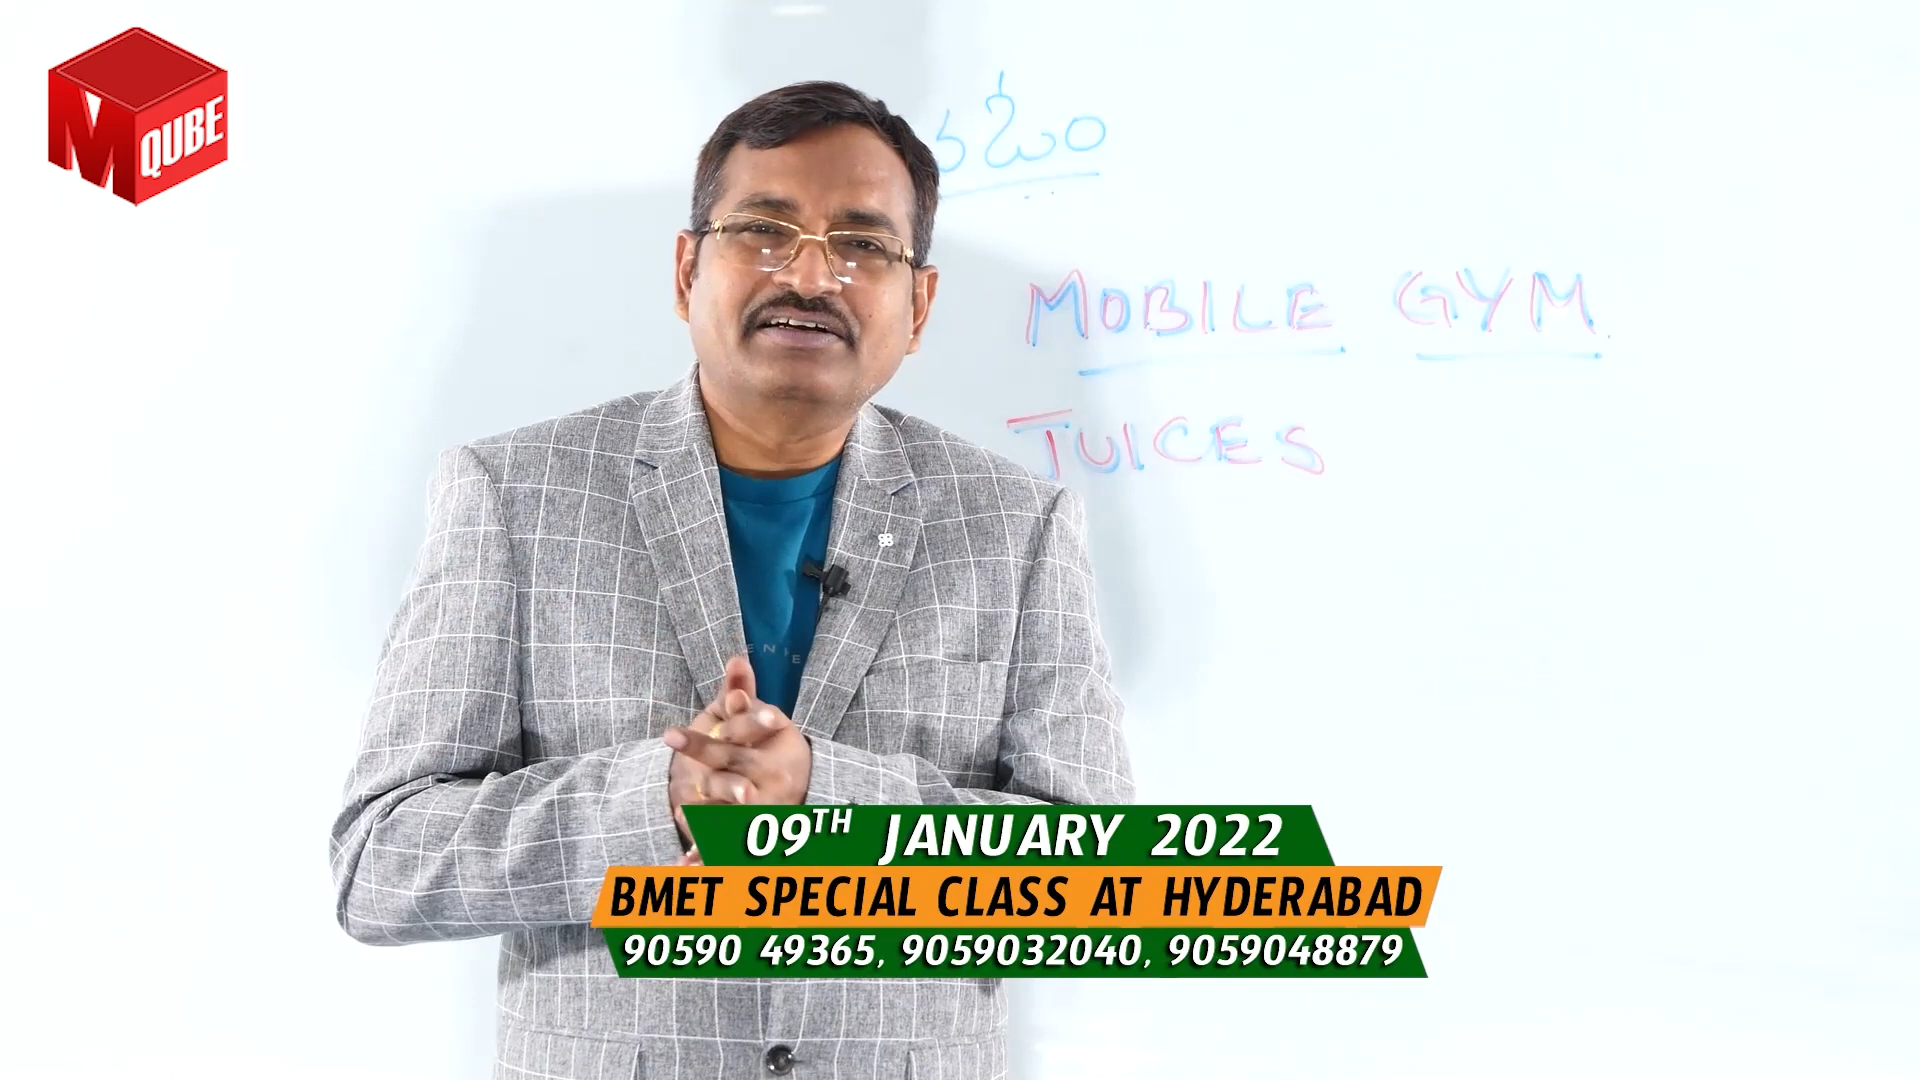 M QUBE
MOBILE GYM
JUICES
09TH JANUARY 2022
BMET SPECIAL CLASS AT HYDERABAD
90590 49365, 9059032040, 9059048879